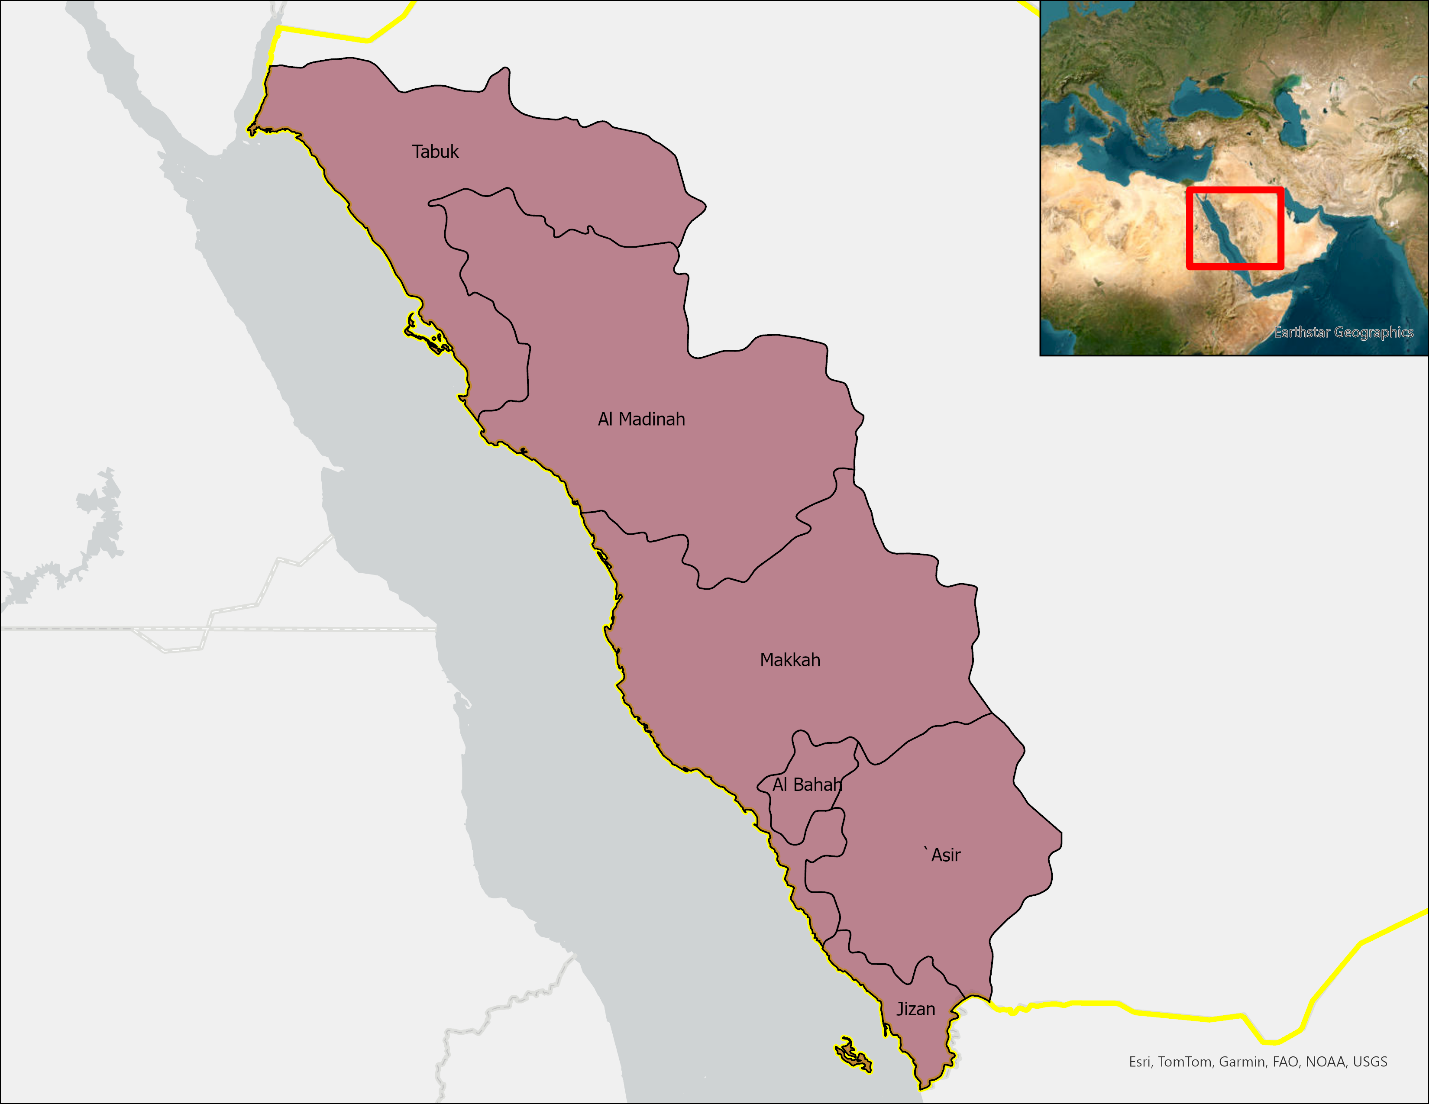 Tabuk
Earthstar Geographics
Al Madinah
Makkah
Al Bahah
`Asir
Jizan
Esri, TomTom, Garmin, FAO, NOAA, USGS